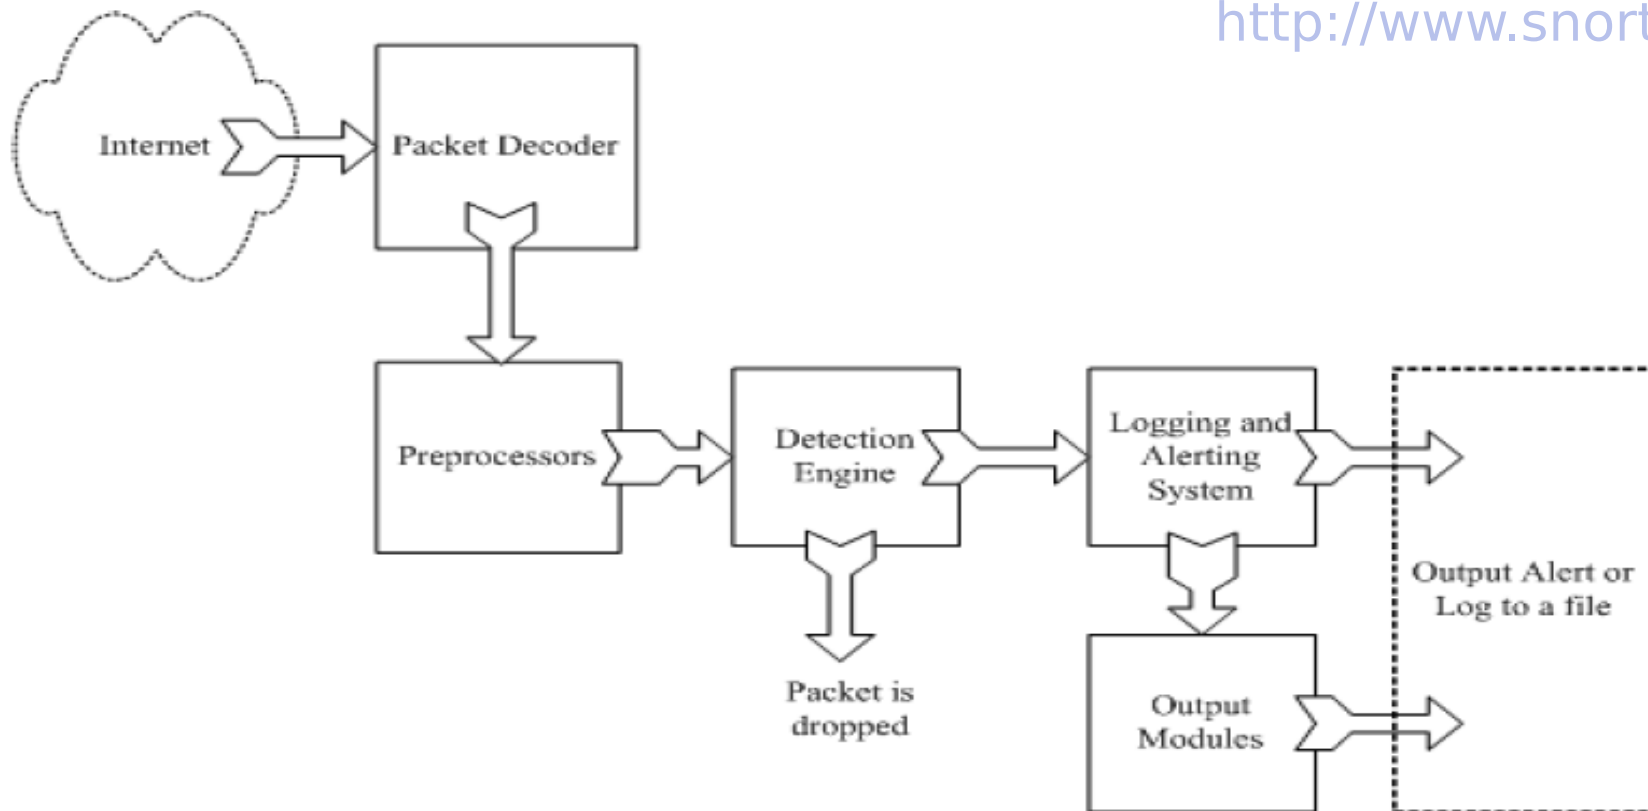 http://www.snort
Internet
Packet Decoder
Preprocessors
Detection
Engine
Logging and
Alerting
System
Output Alert or
Log to a file
Packet is
dropped
Output
Modules